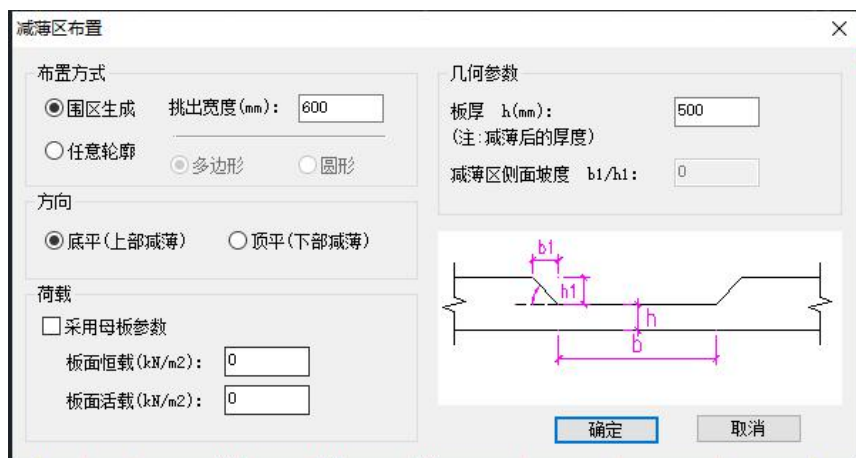 减薄区布置
布置方式
围区生成 挑出宽度(mm): 600
任意轮廓
多边形 圆形
方向
底平(上部减薄) 顶平(下部减薄)
荷载
采用母板参数
板面恒载(kN/m2): 0
板面活载(kN/m2): 0
几何参数
板厚 h(mm): 500
(注:减薄后的厚度)
减薄区侧面坡度 b1/h1: 0
b1
h1
h
b
确定 取消